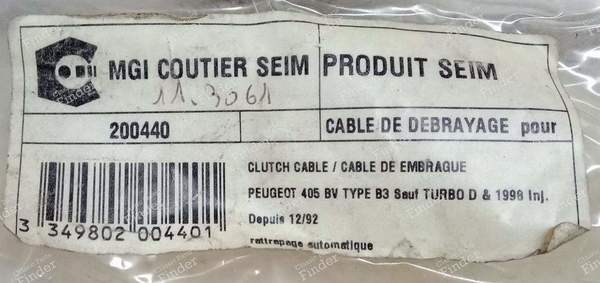 MGI COUTIER SEIM PRODUIT SEIM
11.3061
200440 CABLE DE DEBRAYAGE pour
CLUTCH CABLE / CABLE DE EMBRAGUE
PEUGEOT 405 BV TYPE B3 Sauf TURBO D & 1998 Inj.
Depuis 12/92
rattrapage automatique
3 349802 004401